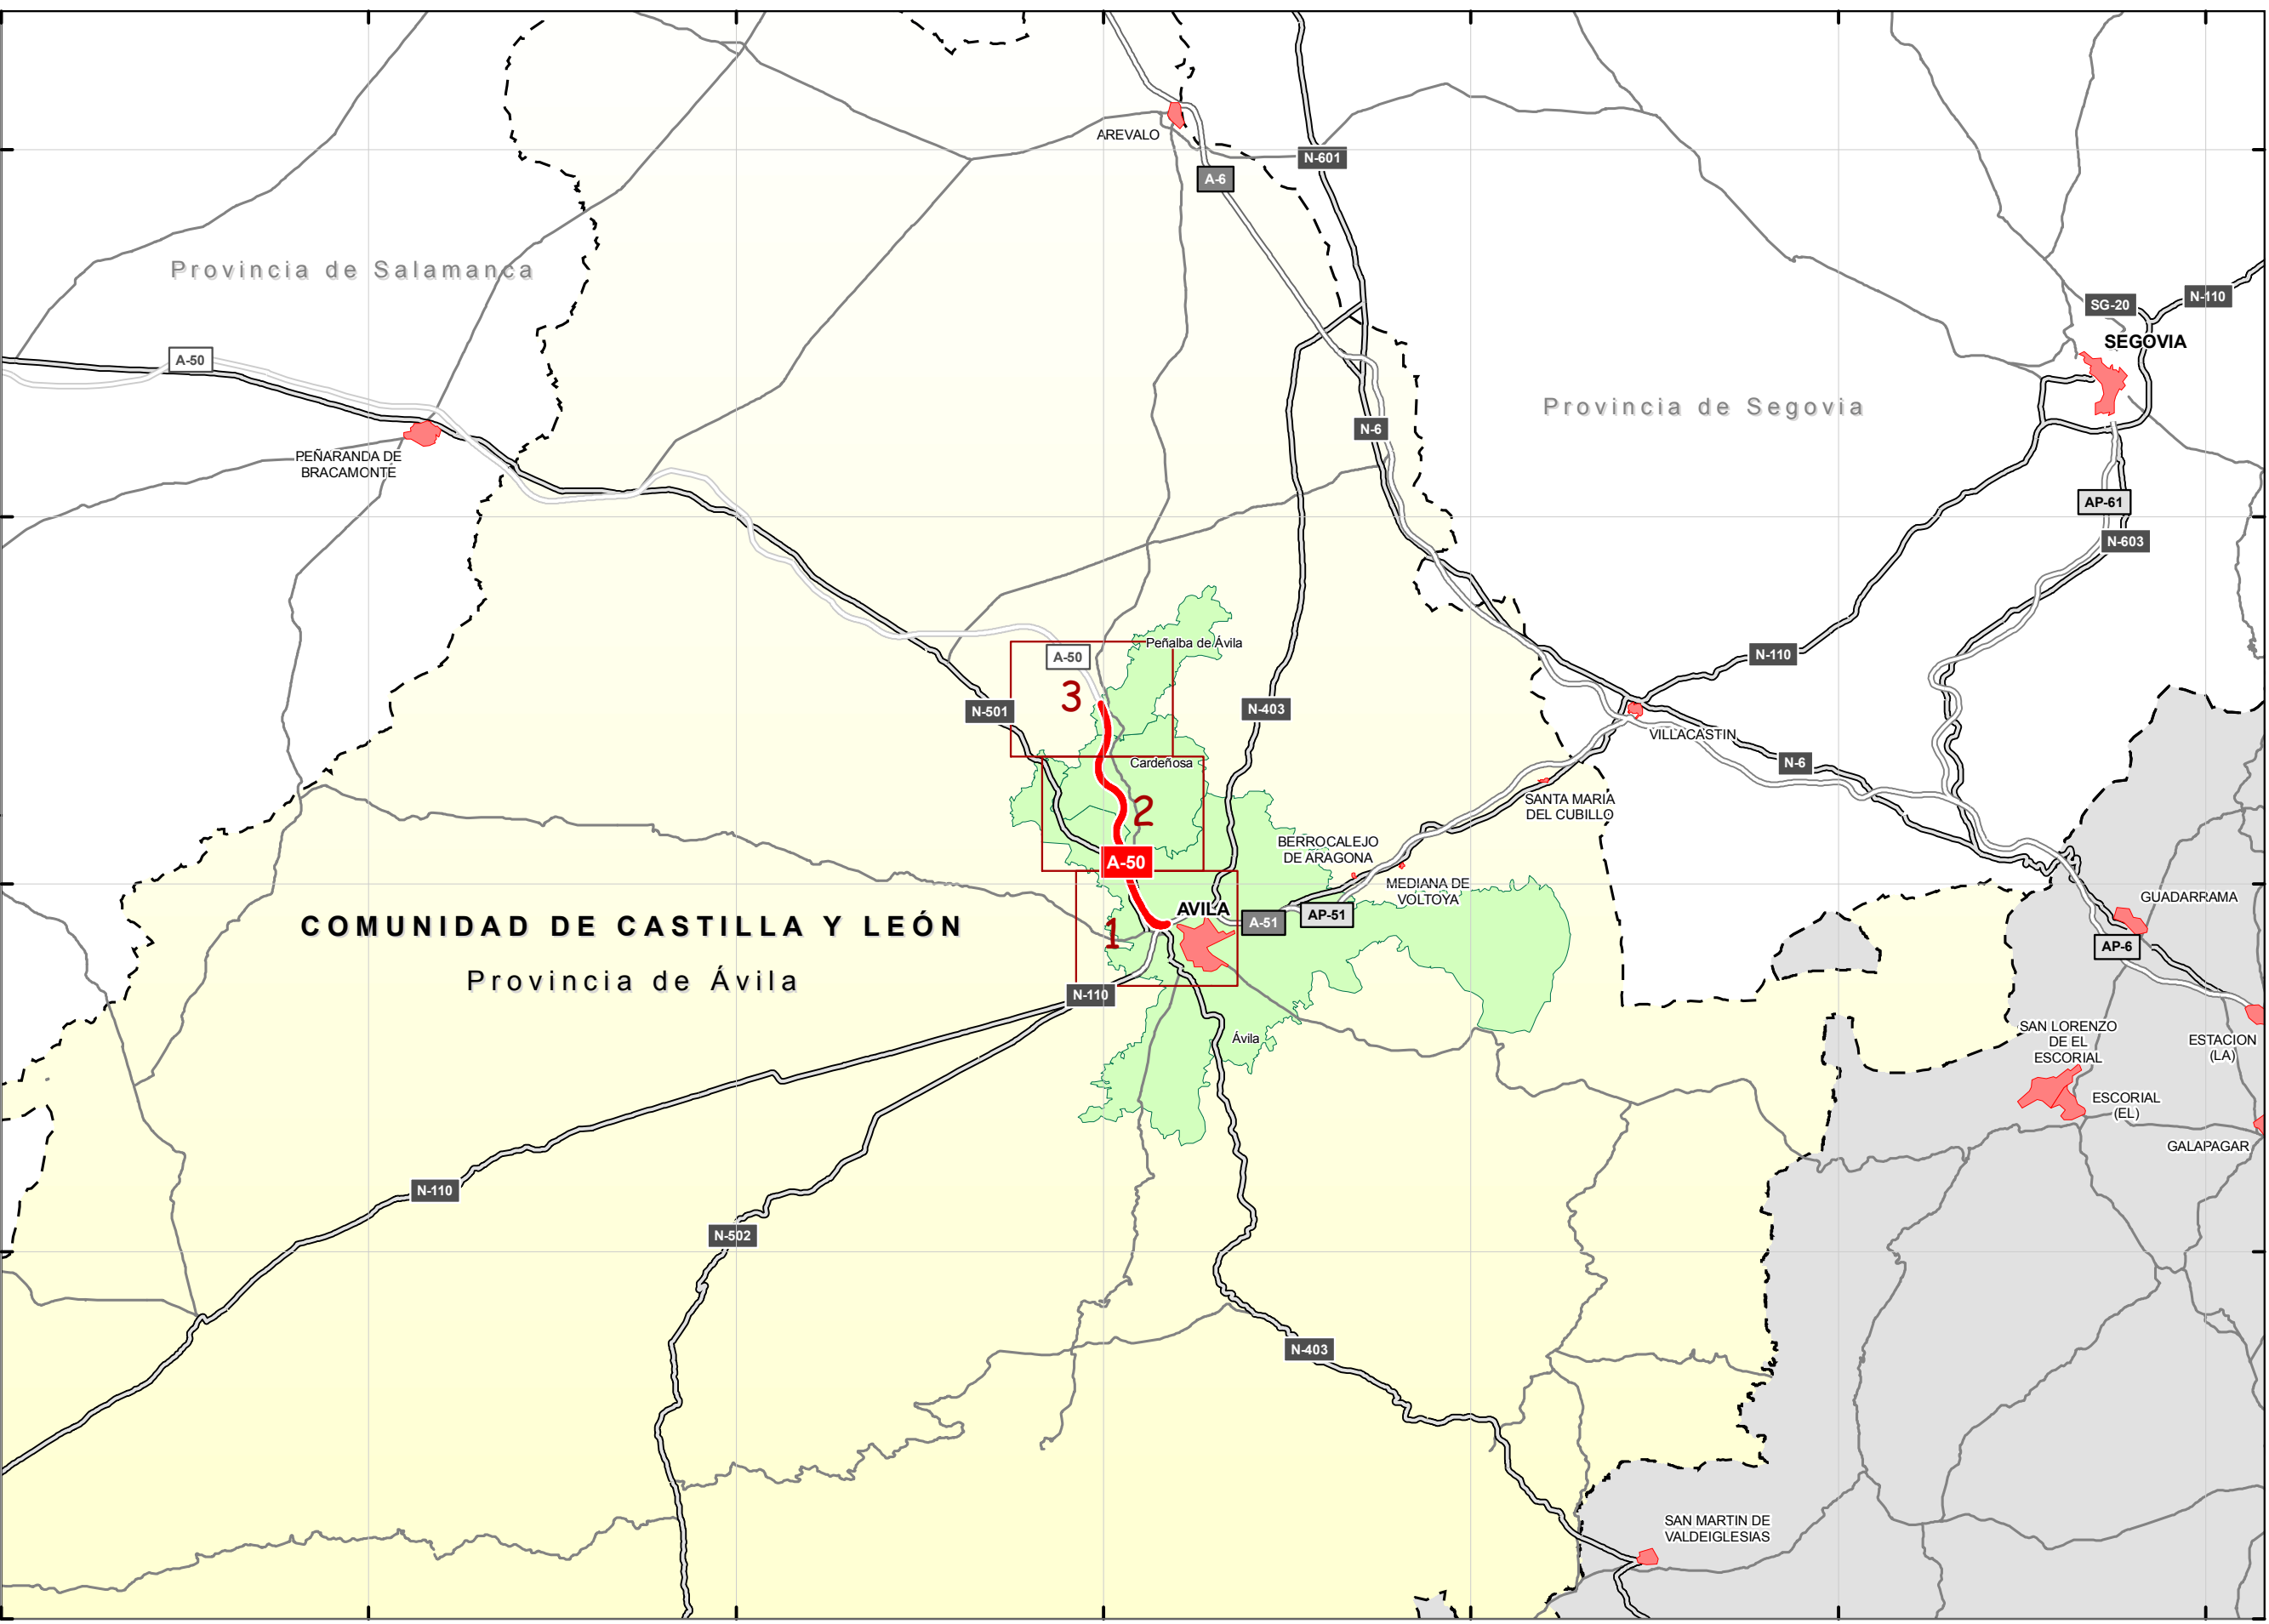 AREVALO
N-601
A-6
Provincia de Salamanca
SG-20
N-110
SEGOVIA
A-50
Provincia de Segovia
N-6
PEÑARANDA DE
BRACAMONTE
AP-61
N-603
Peñalba de Ávila
A-50
N-110
3
N-501
N-403
VILLACASTIN
Cardeñosa
N-6
2
SANTA MARIA
DEL CUBILLO
BERROCALEJO
DE ARAGONA
A-50
MEDIANA DE
VOLTOYA
GUADARRAMA
AVILA
AP-51
A-51
COMUNIDAD DE CASTILLA Y LEÓN
1
AP-6
Provincia de Ávila
N-110
SAN LORENZO
DE EL
ESCORIAL
Ávila
ESTACION
(LA)
ESCORIAL
(EL)
GALAPAGAR
N-110
N-502
N-403
SAN MARTIN DE
VALDEIGLESIAS